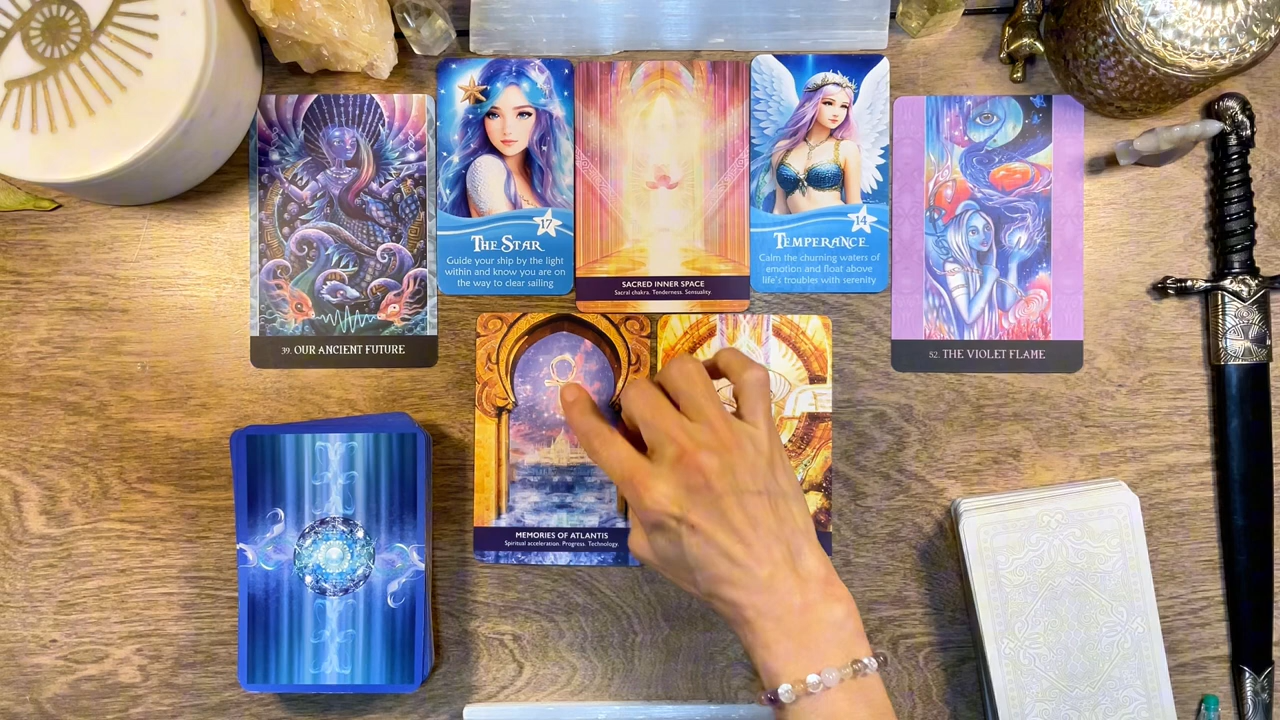 39. OUR ANCIENT FUTURE
17
THE STAR
Guide your ship by the light
within and know you are on
the way to clear sailing
SACRED INNER SPACE
Sacral chakra. Tenderness. Sensuality.
14
TEMPERANCE
Calm the churning waters of
emotion and float above
life's troubles with serenity
52. THE VIOLET FLAME
MEMORIES OF ATLANTIS
Spiritual acceleration. Progress. Technology.